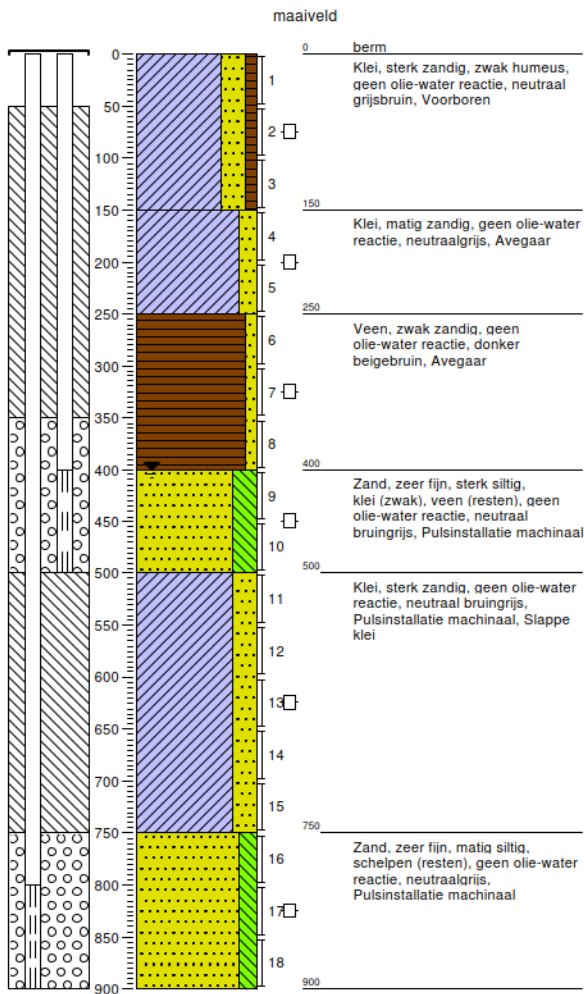 maaiveld
0
berm
Klei, sterk zandig, zwak humeus,
geen olie-water reactie, neutraal
grijsbruin, Voorboren
150
Klei, matig zandig, geen olie-water
reactie, neutraalgrijs, Avegaar
250
Veen, zwak zandig, geen
olie-water reactie, donker
beigebruin, Avegaar
400
Zand, zeer fijn, sterk siltig,
klei (zwak), veen (resten), geen
olie-water reactie, neutraal
bruingrijs, Pulsinstallatie machinaal
500
Klei, sterk zandig, geen olie-water
reactie, neutraal bruingrijs,
Pulsinstallatie machinaal, Slappe
klei
750
Zand, zeer fijn, matig siltig,
schelpen (resten), geen olie-water
reactie, neutraalgrijs,
Pulsinstallatie machinaal
900
0
50
100
150
200
250
300
350
400
450
500
550
600
650
700
750
800
850
900
1
2
3
4
5
6
7
8
9
10
11
12
13
14
15
16
17
18